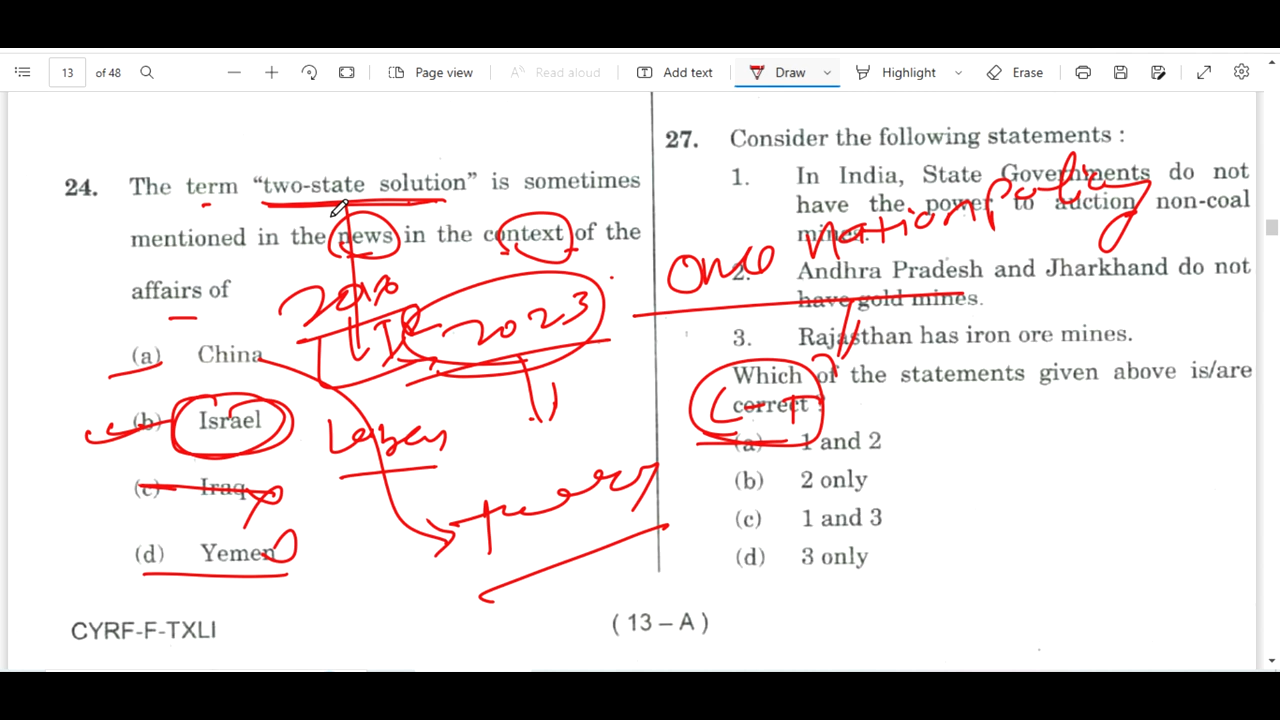 13 of 48
Page view
Read aloud
Add text
Draw
Highlight
Erase
24. The term “two-state solution” is sometimes
mentioned in the news in the context of the
affairs of
(a) China
(b) Israel
(c) Iraq
(d) Yemen
2023
CYRF-F-TXLI
( 13 – A )
27. Consider the following statements :
1. In India, State Governments do not
have the power to auction non-coal
mines.
2. Andhra Pradesh and Jharkhand do not
have gold mines.
3. Rajasthan has iron ore mines.
Which of the statements given above is/are
correct ?
(a) 1 and 2
(b) 2 only
(c) 1 and 3
(d) 3 only